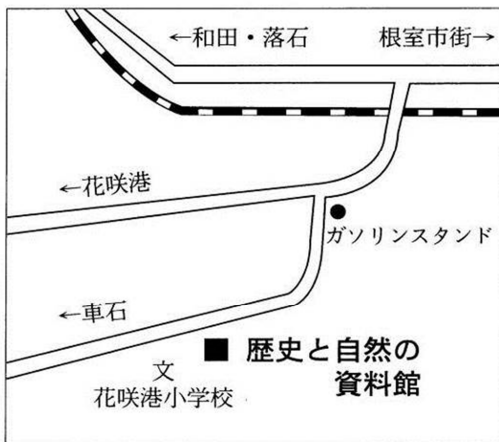 ←和田・落石
根室市街→
←花咲港
ガソリンスタンド
←車石
歴史と自然の
資料館
文
花咲港小学校